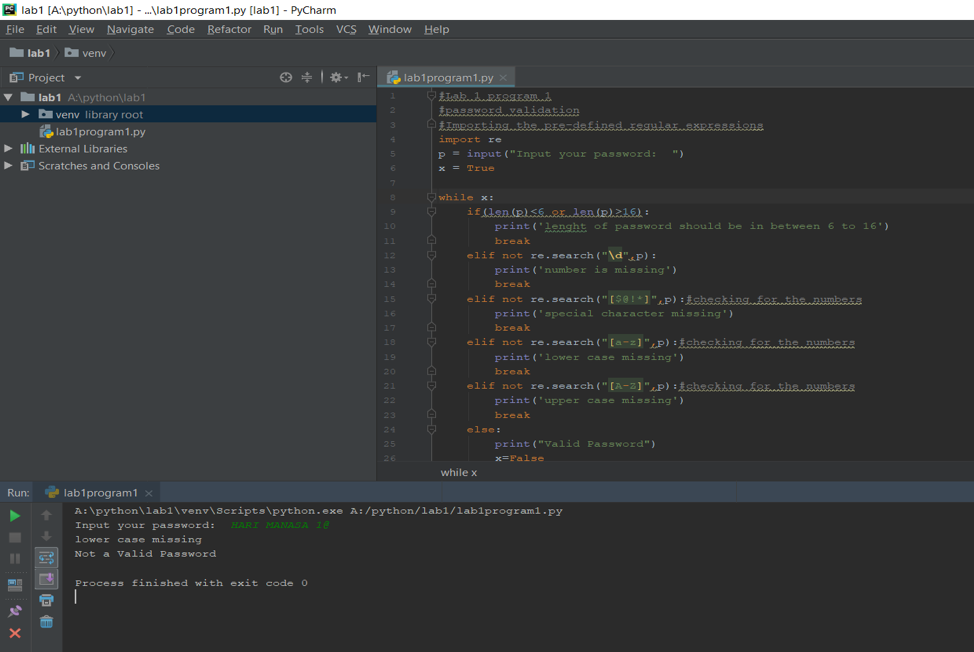 lab1 [A:\python\lab1] - ...\lab1program1.py [lab1] - PyCharm
File Edit View Navigate Code Refactor Run Tools VCS Window Help
lab1 venv
Project
lab1program1.py
lab1 A:\python\lab1
venv library root
lab1program1.py
External Libraries
Scratches and Consoles
1 #Lab 1 program 1
2 #password validation
3 #Importing the pre-defined regular expressions
4 import re
5 p = input("Input your password:  ")
6 x = True
7
8 while x:
9 if(len(p)<6 or len(p)>16):
10 print('lenght of password should be in between 6 to 16')
11 break
12 elif not re.search("\d",p):
13 print('number is missing')
14 break
15 elif not re.search("[$@!*]",p):#checking for the numbers
16 print('special character missing')
17 break
18 elif not re.search("[a-z]",p):#checking for the numbers
19 print('lower case missing')
20 break
21 elif not re.search("[A-Z]",p):#checking for the numbers
22 print('upper case missing')
23 break
24 else:
25 print("Valid Password")
26 x=False
while x
Run: lab1program1
A:\python\lab1\venv\Scripts\python.exe A:/python/lab1/lab1program1.py
Input your password:  HARI MANASA 1@
lower case missing
Not a Valid Password
Process finished with exit code 0